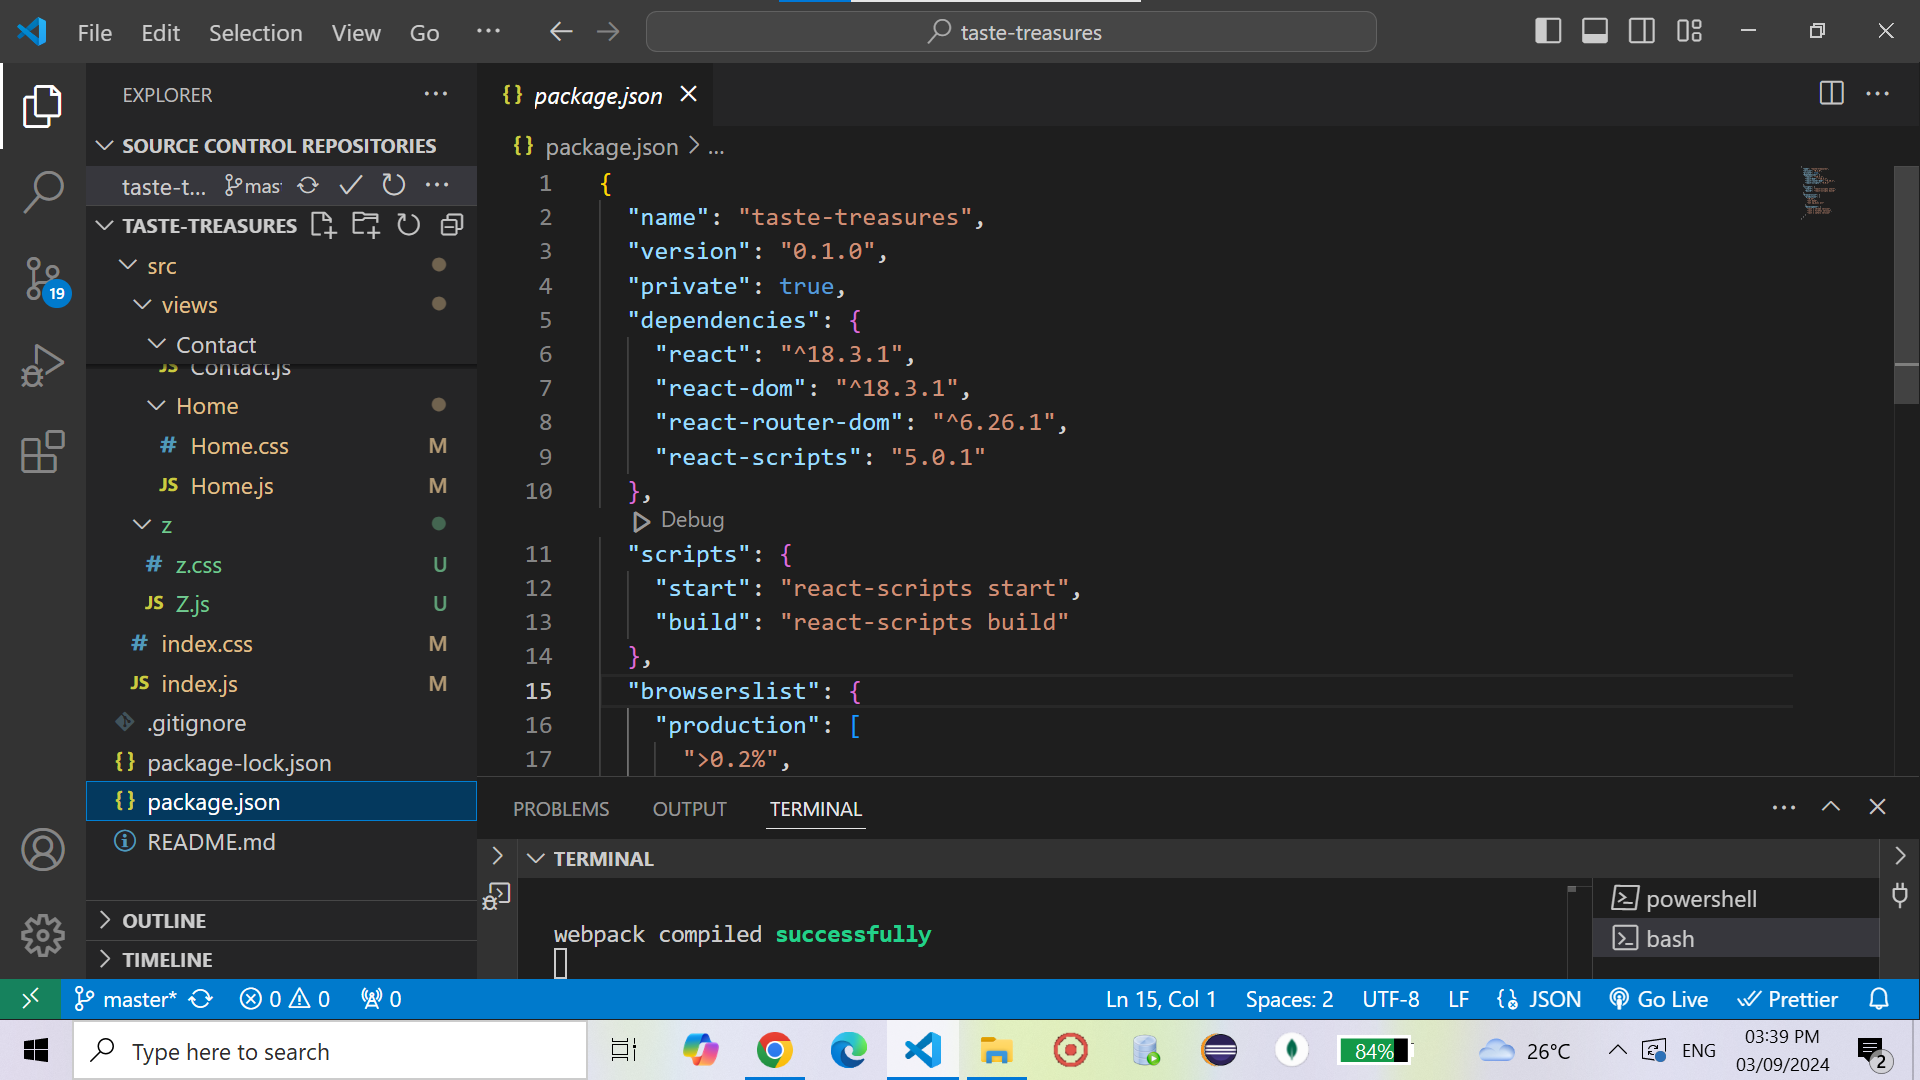 File Edit Selection View Go ... taste-treasures
EXPLORER ...
SOURCE CONTROL REPOSITORIES
taste-t... mas ...
TASTE-TREASURES
src
views
Contact
JS Contact.js
Home
# Home.css M
JS Home.js M
z
# z.css U
JS Z.js U
# index.css M
JS index.js M
.gitignore
{} package-lock.json
{} package.json
README.md
OUTLINE
TIMELINE
19
{} package.json
{} package.json > ...
1 {
2 "name": "taste-treasures",
3 "version": "0.1.0",
4 "private": true,
5 "dependencies": {
6 "react": "^18.3.1",
7 "react-dom": "^18.3.1",
8 "react-router-dom": "^6.26.1",
9 "react-scripts": "5.0.1"
10 },
Debug
11 "scripts": {
12 "start": "react-scripts start",
13 "build": "react-scripts build"
14 },
15 "browserslist": {
16 "production": [
17 ">0.2%",
PROBLEMS OUTPUT TERMINAL
TERMINAL
webpack compiled successfully
powershell
bash
master* 0 0 0 Ln 15, Col 1 Spaces: 2 UTF-8 LF JSON Go Live Prettier
Type here to search 84% 26°C ENG 03:39 PM
03/09/2024 2